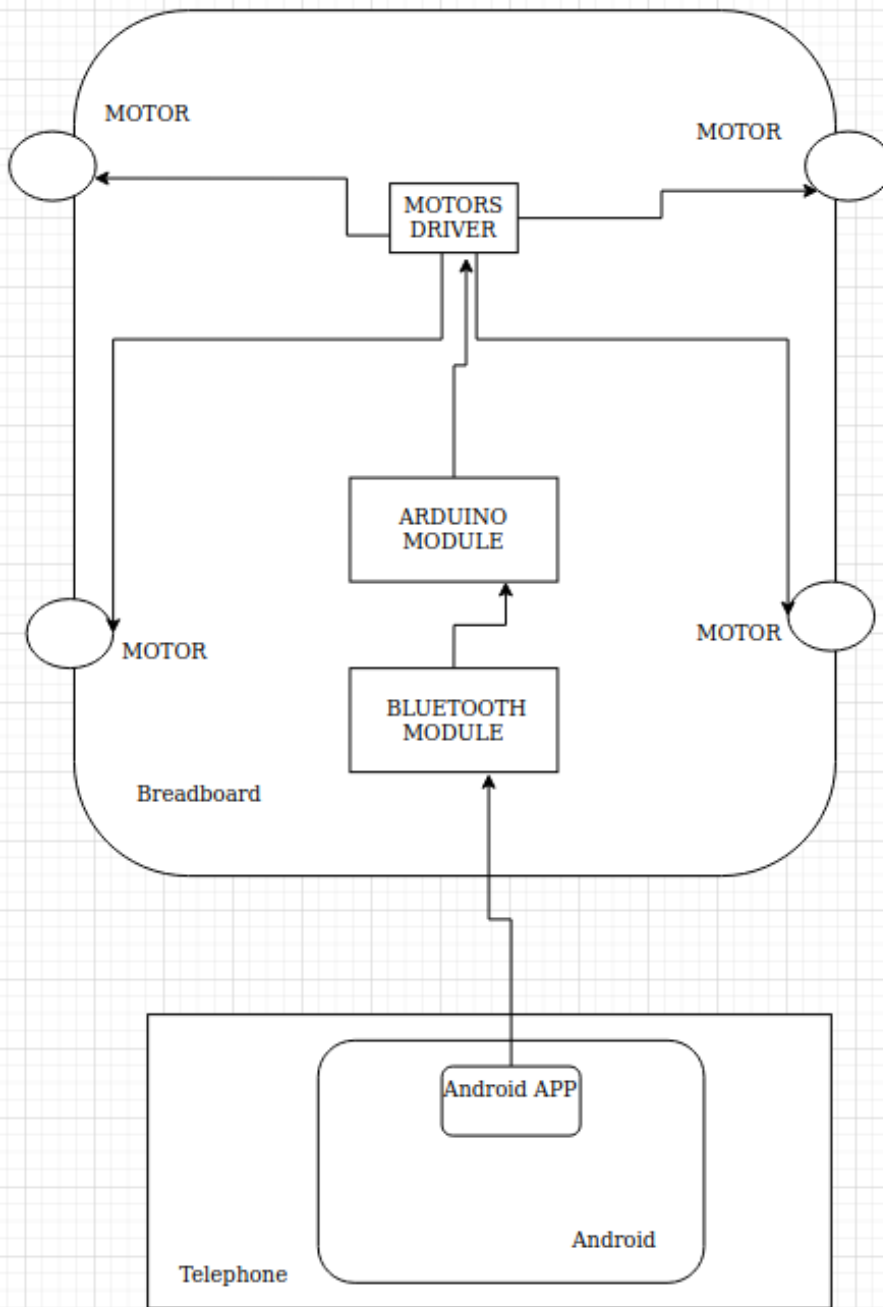 MOTOR
MOTOR
MOTORS
DRIVER
ARDUINO
MODULE
MOTOR
MOTOR
BLUETOOTH
MODULE
Breadboard
Android APP
Android
Telephone